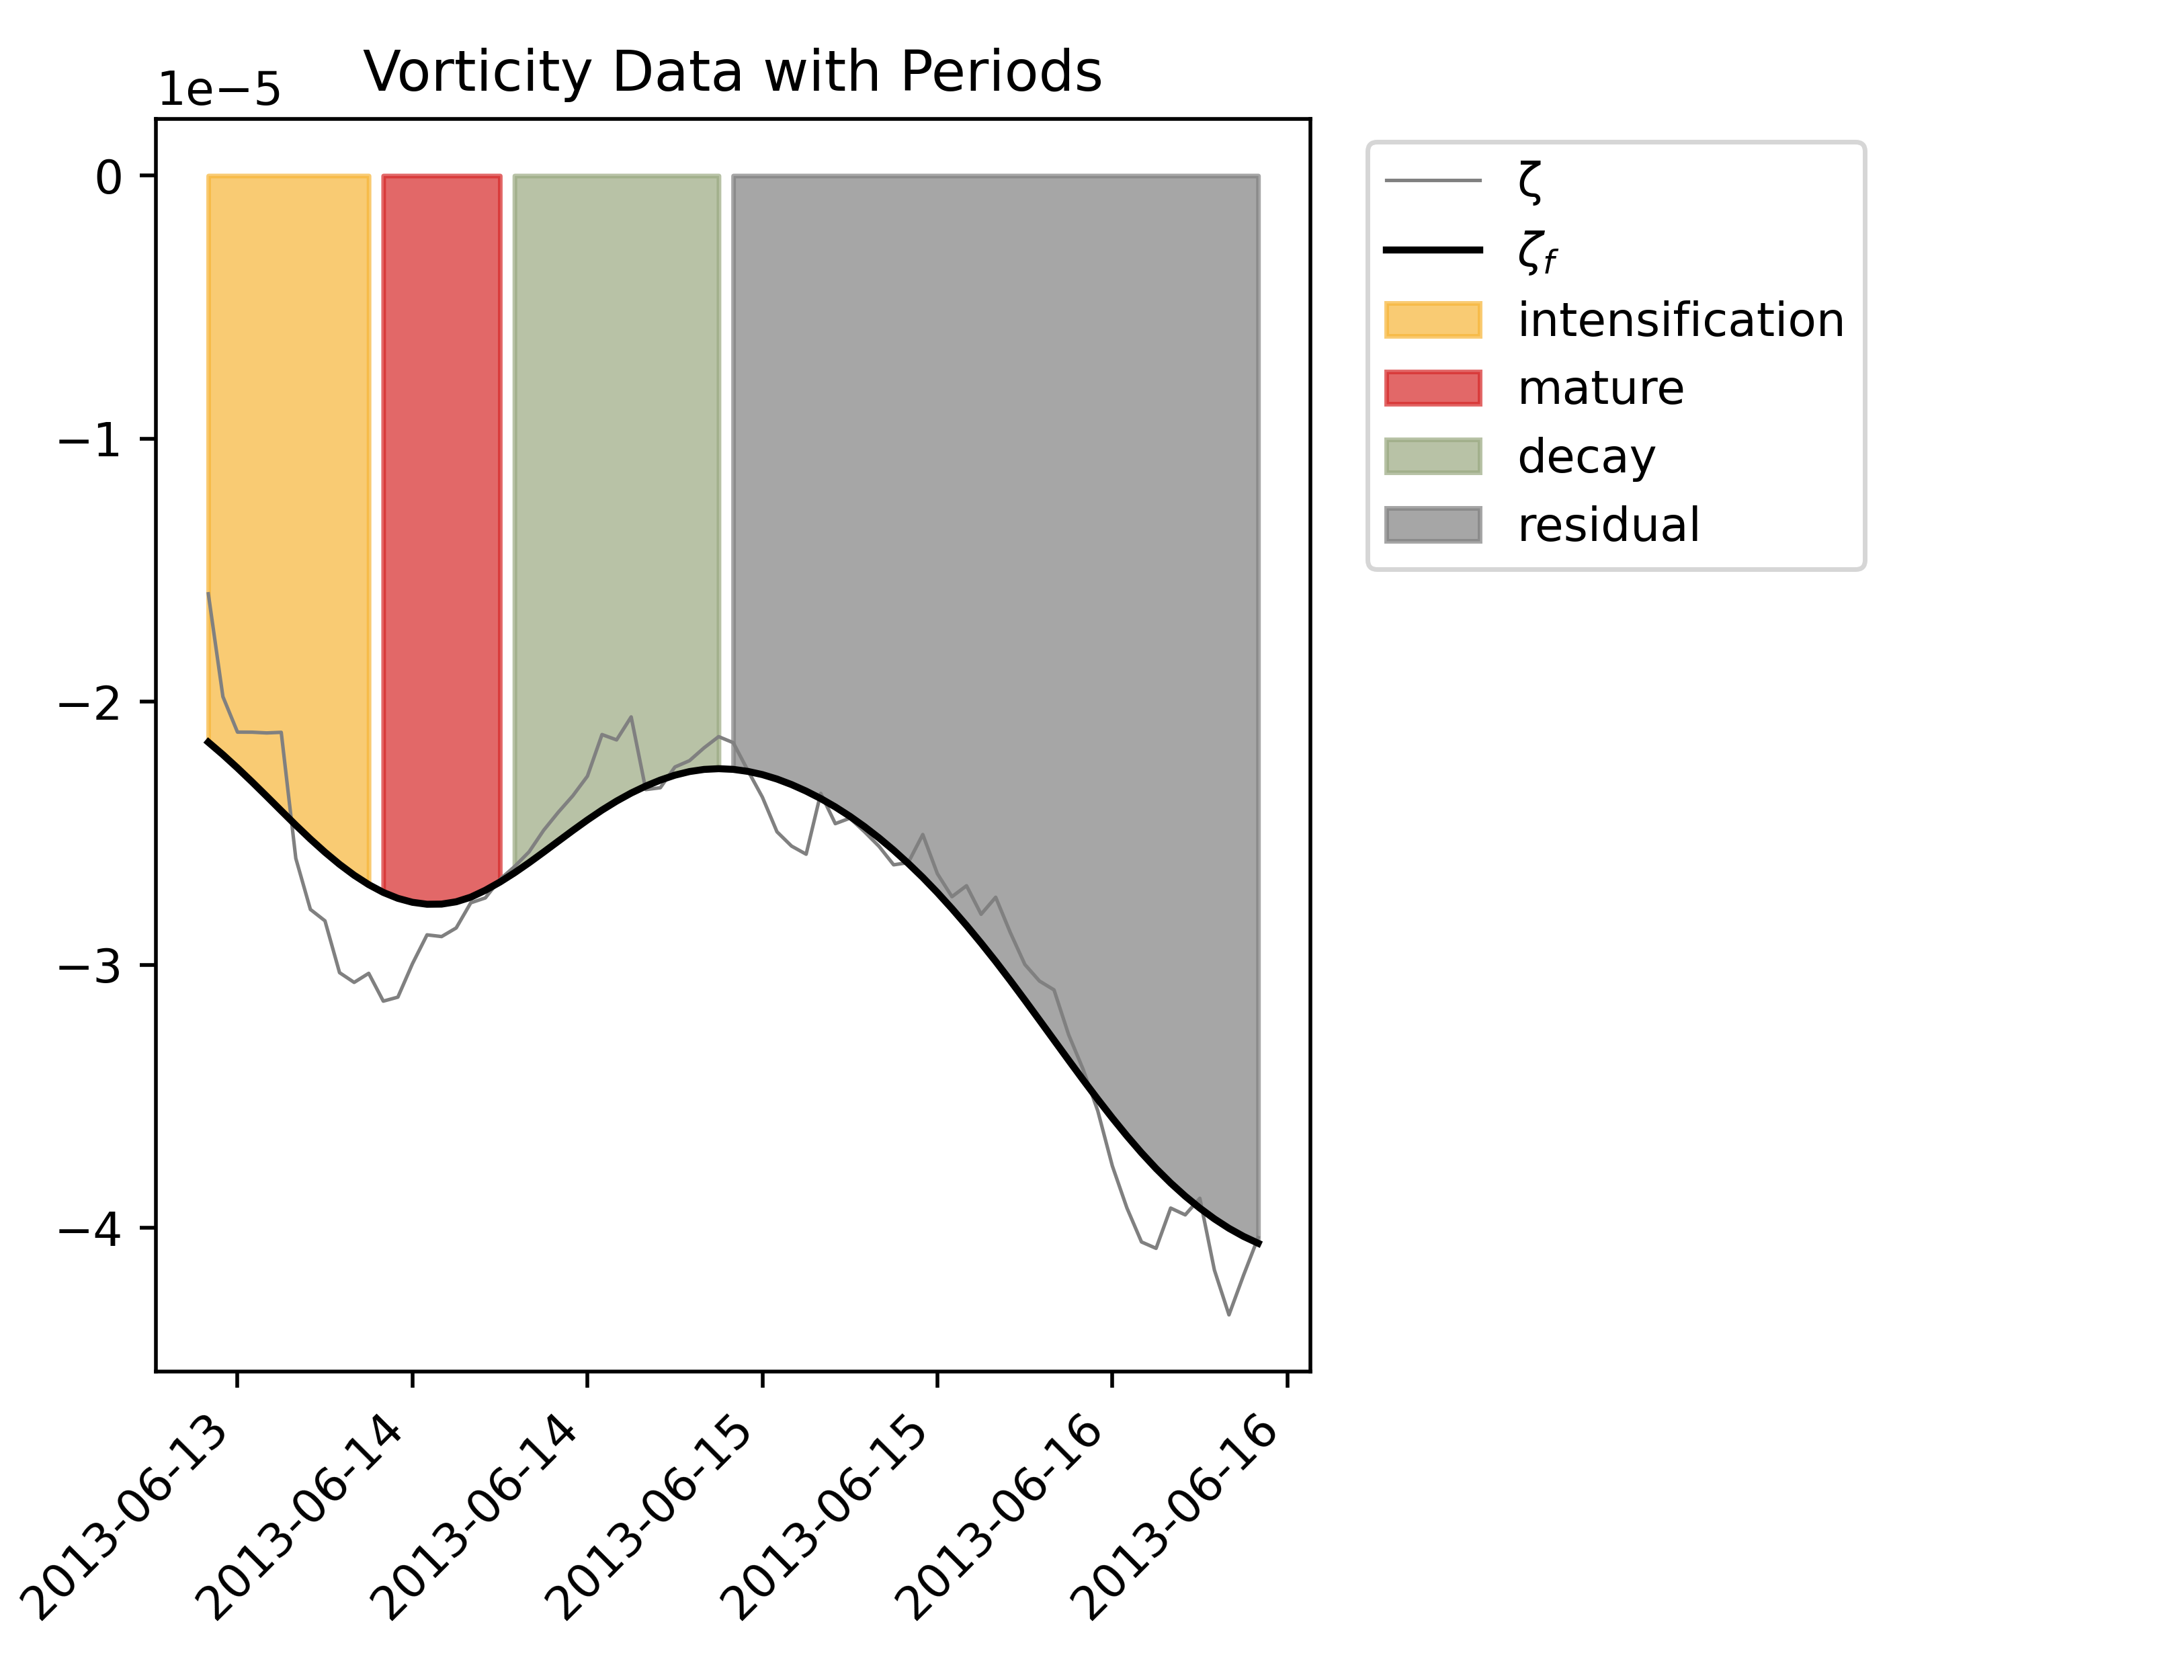 Vorticity Data with Periods
1e−5
0
−1
−2
−3
−4
2013-06-13
2013-06-14
2013-06-14
2013-06-15
2013-06-15
2013-06-16
2013-06-16
ζ
ζf
intensification
mature
decay
residual